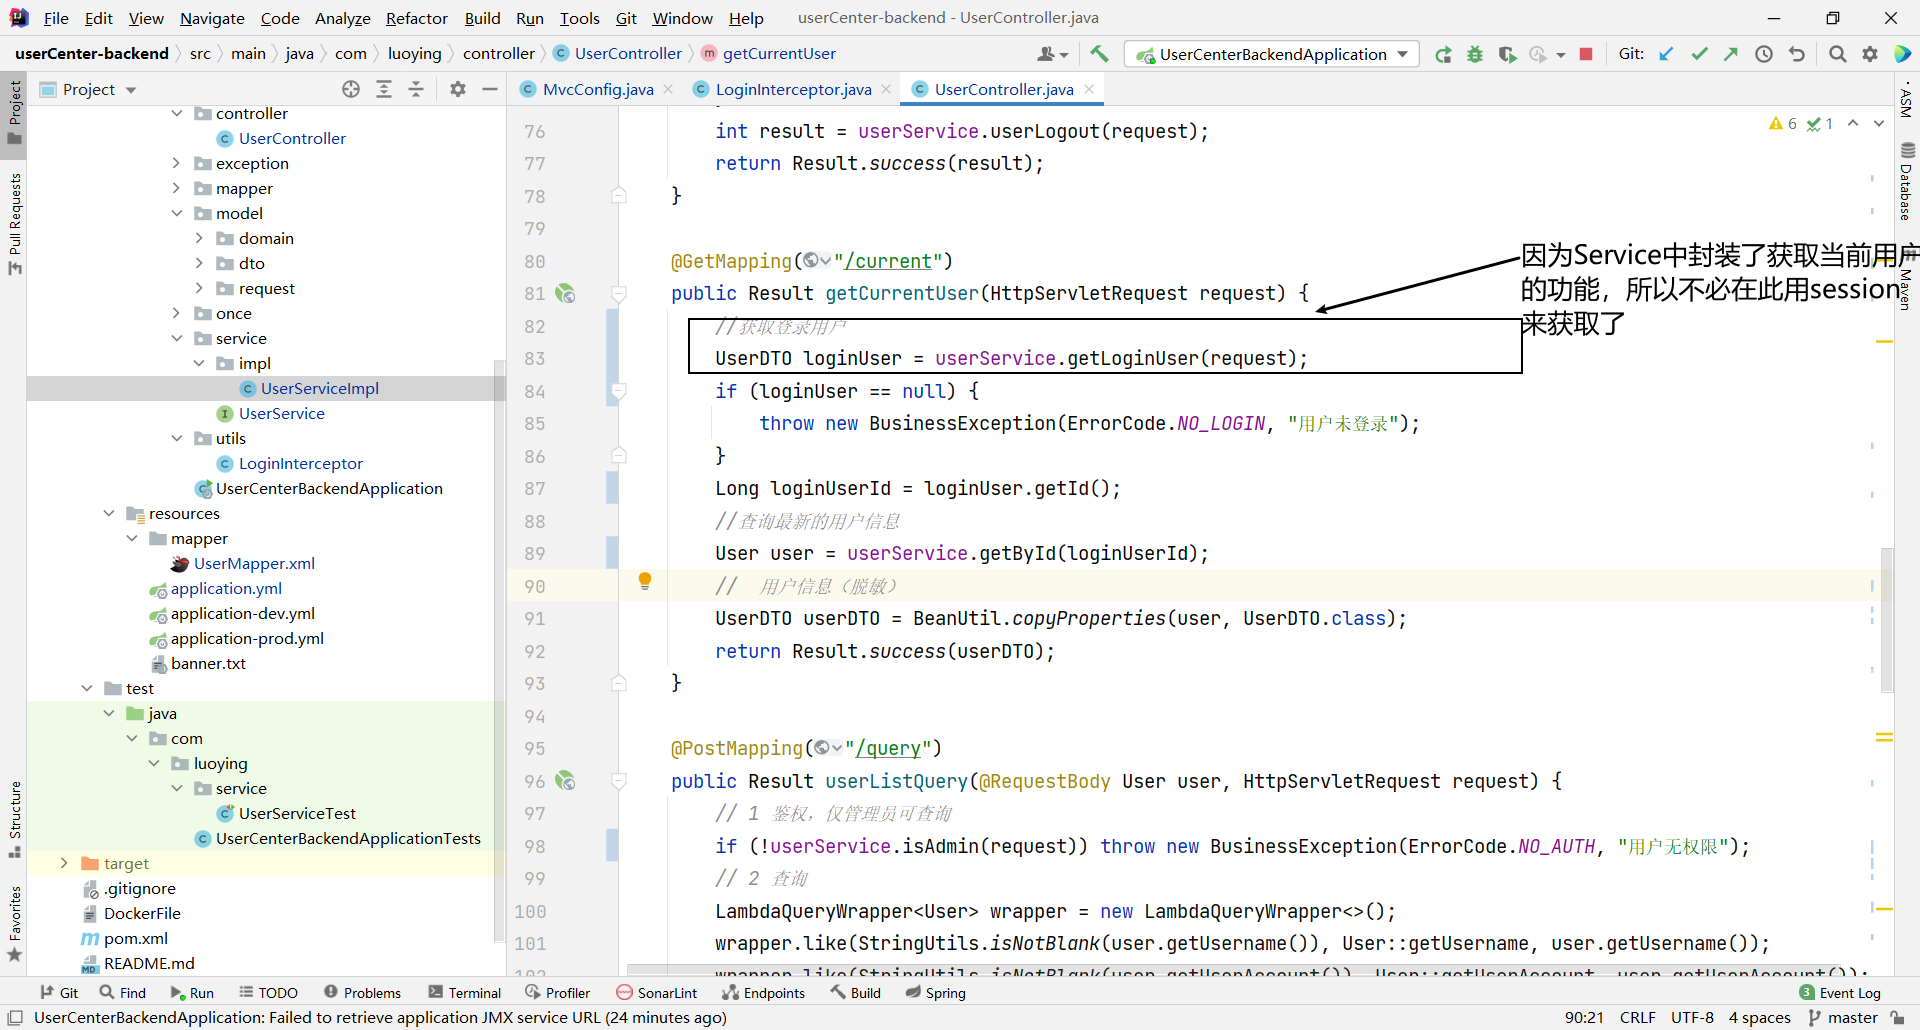 File Edit View Navigate Code Analyze Refactor Build Run Tools Git Window Help userCenter-backend - UserController.java
userCenter-backend src main java com luoying controller UserController getCurrentUser UserCenterBackendApplication Git:
Project
MvcConfig.java LoginInterceptor.java UserController.java
Project
Pull Requests
Structure
Favorites
controller
UserController
exception
mapper
model
domain
dto
request
once
service
impl
UserServiceImpl
UserService
utils
LoginInterceptor
UserCenterBackendApplication
resources
mapper
UserMapper.xml
application.yml
application-dev.yml
application-prod.yml
banner.txt
test
java
com
luoying
service
UserServiceTest
UserCenterBackendApplicationTests
target
.gitignore
DockerFile
pom.xml
README.md
6 1
76 int result = userService.userLogout(request);
77 return Result.success(result);
78 }
79
80 @GetMapping("/current")
81 public Result getCurrentUser(HttpServletRequest request) {
82 //获取登录用户
83 UserDTO loginUser = userService.getLoginUser(request);
84 if (loginUser == null) {
85 throw new BusinessException(ErrorCode.NO_LOGIN, "用户未登录");
86 }
87 Long loginUserId = loginUser.getId();
88 //查询最新的用户信息
89 User user = userService.getById(loginUserId);
90 // 用户信息（脱敏）
91 UserDTO userDTO = BeanUtil.copyProperties(user, UserDTO.class);
92 return Result.success(userDTO);
93 }
94
95 @PostMapping("/query")
96 public Result userListQuery(@RequestBody User user, HttpServletRequest request) {
97 // 1 鉴权，仅管理员可查询
98 if (!userService.isAdmin(request)) throw new BusinessException(ErrorCode.NO_AUTH, "用户无权限");
99 // 2 查询
100 LambdaQueryWrapper<User> wrapper = new LambdaQueryWrapper<>();
101 wrapper.like(StringUtils.isNotBlank(user.getUsername()), User::getUsername, user.getUsername());
102 wrapper.like(StringUtils.isNotBlank(user.getUserAccount()), User::getUserAccount, user.getUserAccount());
因为Service中封装了获取当前用户
的功能，所以不必在此用session
来获取了
ASM
Database
Maven
Git Find Run TODO Problems Terminal Profiler SonarLint Endpoints Build Spring 3 Event Log
UserCenterBackendApplication: Failed to retrieve application JMX service URL (24 minutes ago) 90:21 CRLF UTF-8 4 spaces master